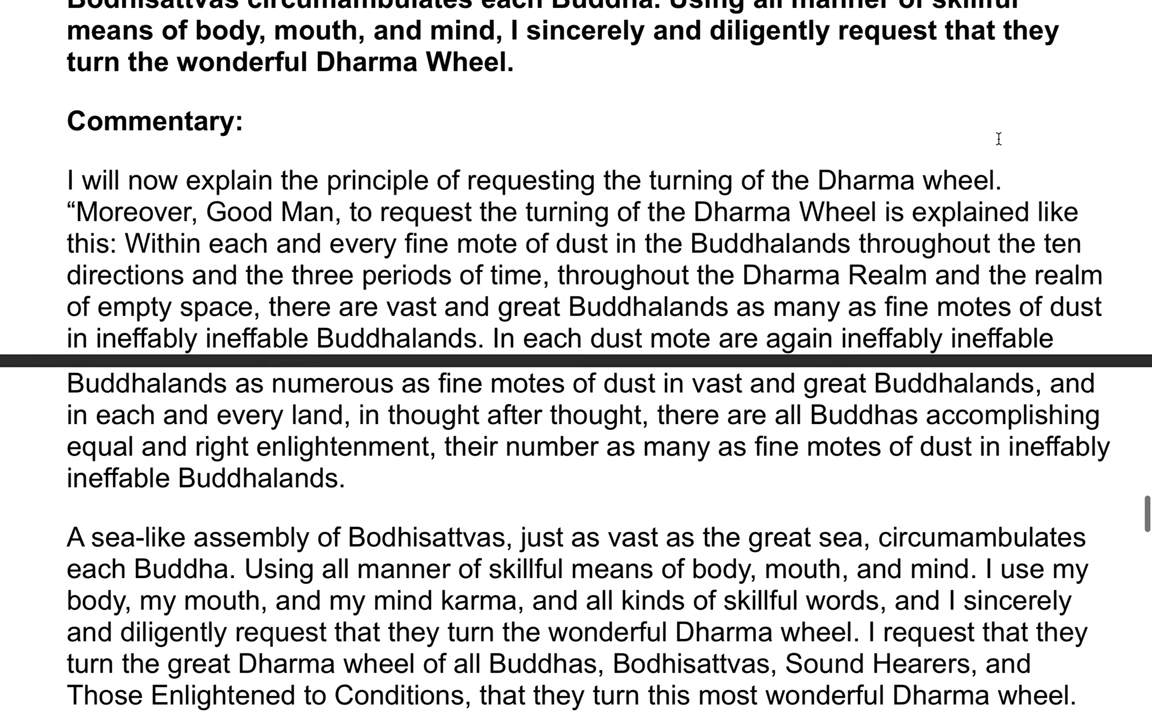 Bodhisattvas circumambulates each Buddha. Using all manner of skillful
means of body, mouth, and mind, I sincerely and diligently request that they
turn the wonderful Dharma Wheel.
Commentary:
I will now explain the principle of requesting the turning of the Dharma wheel.
“Moreover, Good Man, to request the turning of the Dharma Wheel is explained like
this: Within each and every fine mote of dust in the Buddhalands throughout the ten
directions and the three periods of time, throughout the Dharma Realm and the realm
of empty space, there are vast and great Buddhalands as many as fine motes of dust
in ineffably ineffable Buddhalands. In each dust mote are again ineffably ineffable
Buddhalands as numerous as fine motes of dust in vast and great Buddhalands, and
in each and every land, in thought after thought, there are all Buddhas accomplishing
equal and right enlightenment, their number as many as fine motes of dust in ineffably
ineffable Buddhalands.
A sea-like assembly of Bodhisattvas, just as vast as the great sea, circumambulates
each Buddha. Using all manner of skillful means of body, mouth, and mind. I use my
body, my mouth, and my mind karma, and all kinds of skillful words, and I sincerely
and diligently request that they turn the wonderful Dharma wheel. I request that they
turn the great Dharma wheel of all Buddhas, Bodhisattvas, Sound Hearers, and
Those Enlightened to Conditions, that they turn this most wonderful Dharma wheel.